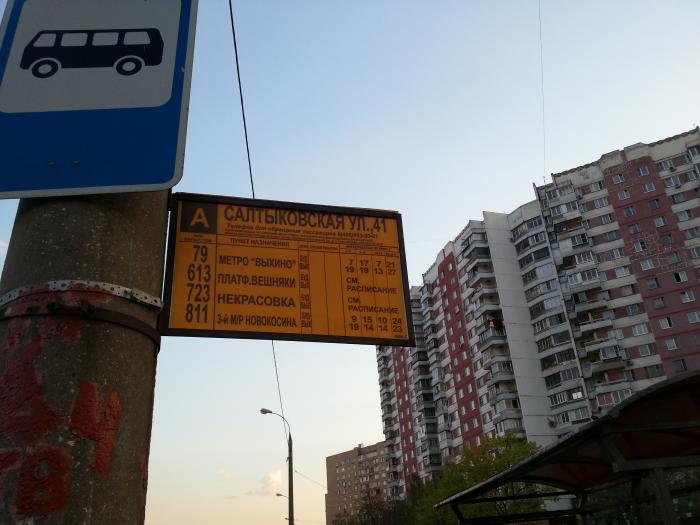 А
САЛТЫКОВСКАЯ УЛ.,41
ПУНКТ НАЗНАЧЕНИЯ
79 МЕТРО "ВЫХИНО" 7 17 7 21
19 19 13 27
613 ПЛАТФ.ВЕШНЯКИ СМ. РАСПИСАНИЕ
723 НЕКРАСОВКА СМ. РАСПИСАНИЕ
811 3-й М/Р НОВОКОСИНА 9 15 10 24
19 14 14 23